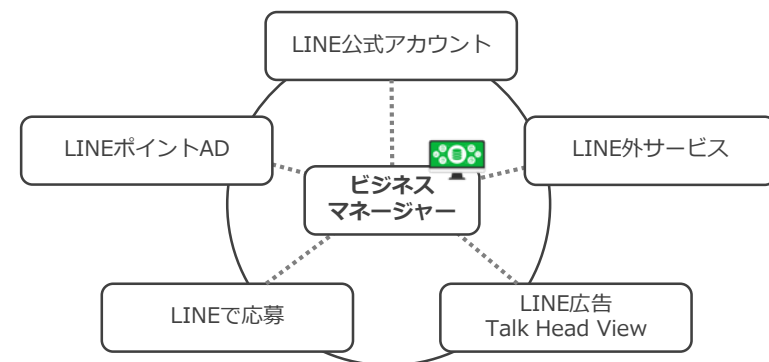 LINE公式アカウント
LINEポイントAD
LINE外サービス
ビジネス
マネージャー
LINEで応募
LINE広告
Talk Head View